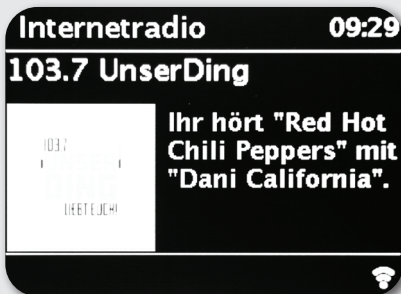 Internetradio 09:29
103.7 UnserDing
Ihr hört "Red Hot
Chili Peppers" mit
"Dani California".
103.7
DING
LIEBT EUCH!